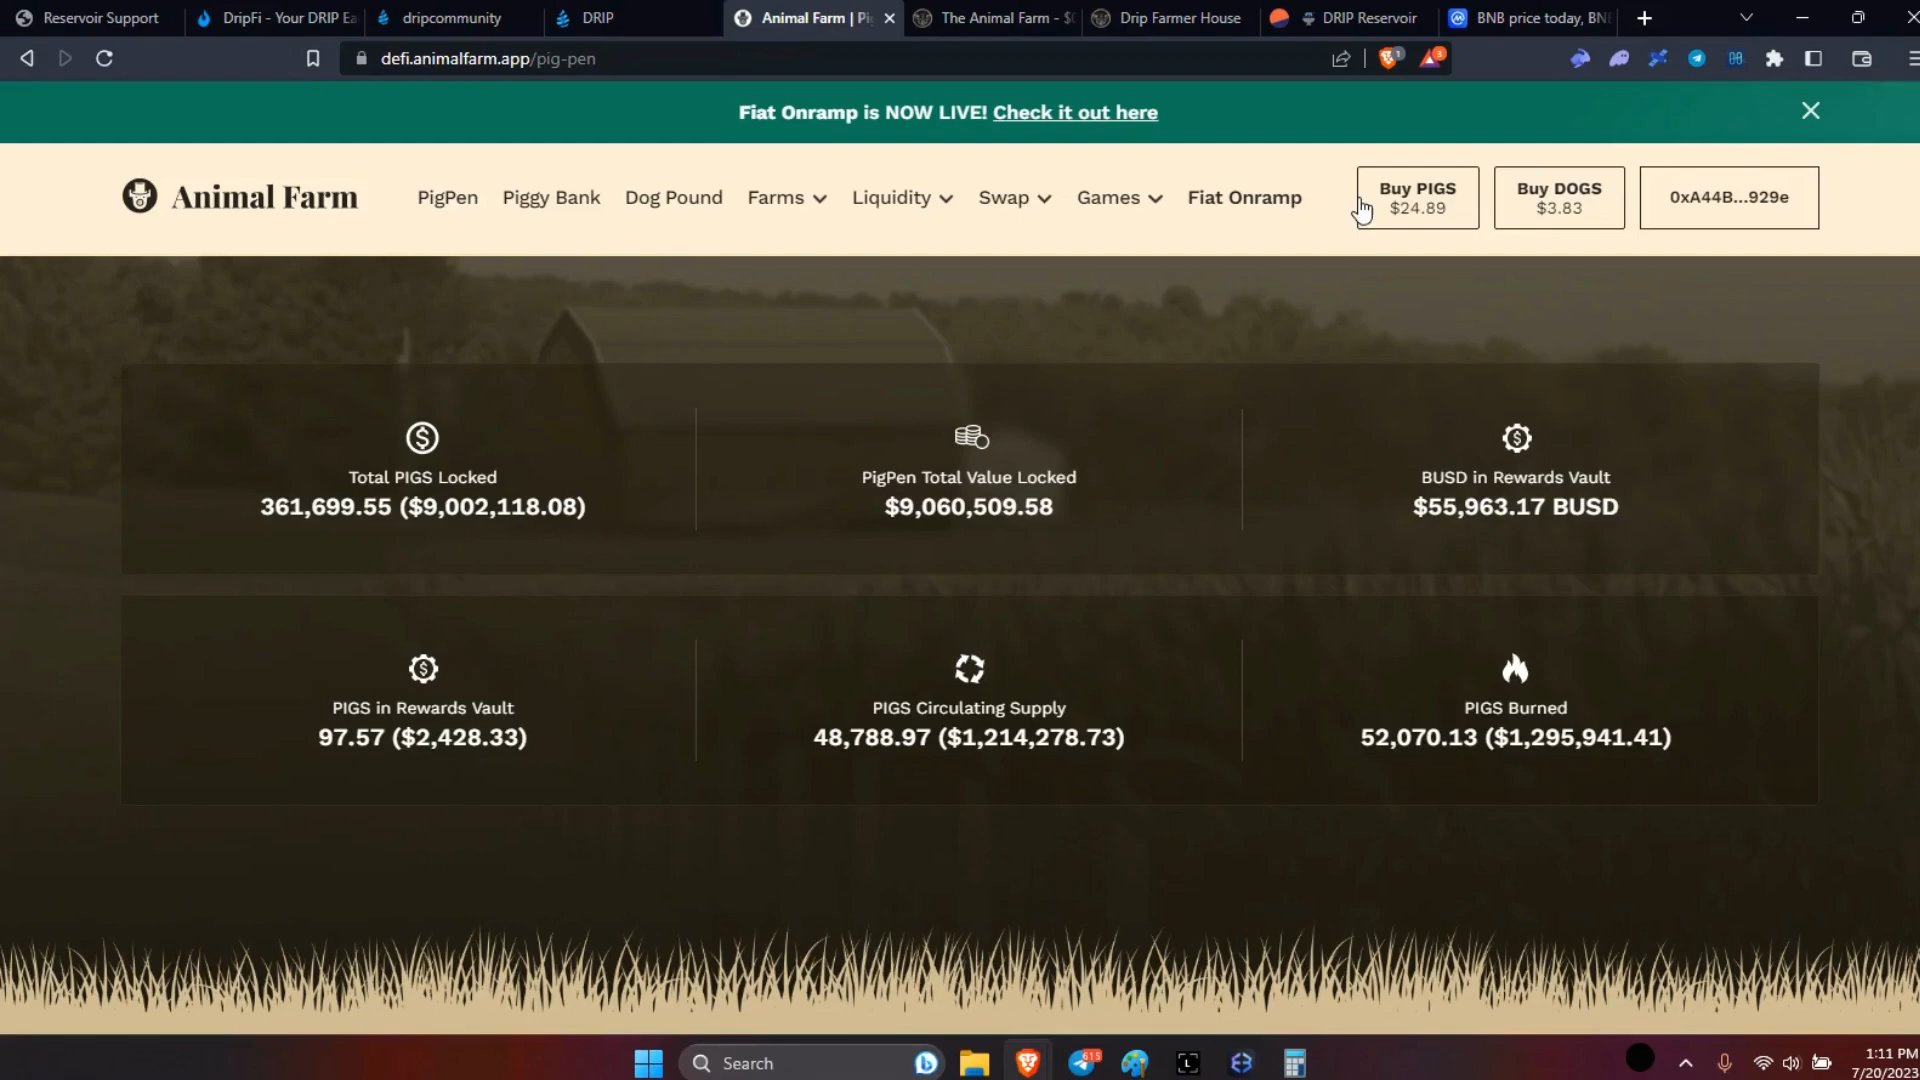 Reservoir Support
DripFi - Your DRIP Ea
dripcommunity
DRIP
Animal Farm | Pi
The Animal Farm - $
Drip Farmer House
DRIP Reservoir
BNB price today, BN
defi.animalfarm.app/pig-pen
1
3
Fiat Onramp is NOW LIVE! Check it out here
Animal Farm
PigPen
Piggy Bank
Dog Pound
Farms
Liquidity
Swap
Games
Fiat Onramp
Buy PIGS
$24.89
Buy DOGS
$3.83
0xA44B...929e
Total PIGS Locked
361,699.55 ($9,002,118.08)
PigPen Total Value Locked
$9,060,509.58
BUSD in Rewards Vault
$55,963.17 BUSD
PIGS in Rewards Vault
97.57 ($2,428.33)
PIGS Circulating Supply
48,788.97 ($1,214,278.73)
PIGS Burned
52,070.13 ($1,295,941.41)
Search
615
1:11 PM
7/20/2023